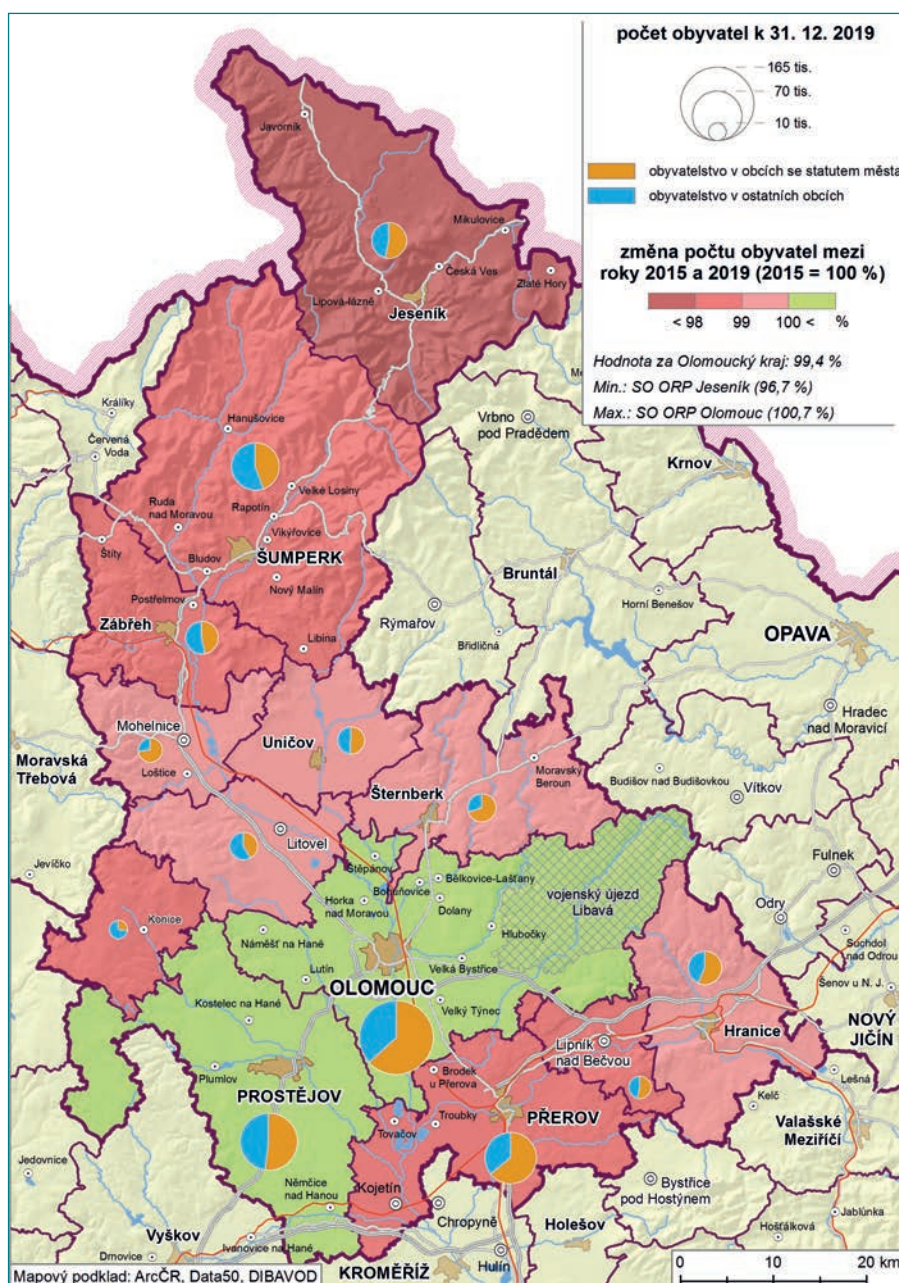 počet obyvatel k 31. 12. 2019
165 tis.
70 tis.
10 tis.
obyvatelstvo v obcích se statutem města
obyvatelstvo v ostatních obcích
změna počtu obyvatel mezi
roky 2015 a 2019 (2015 = 100 %)
< 98 99 100 < %
Hodnota za Olomoucký kraj: 99,4 %
Min.: SO ORP Jeseník (96,7 %)
Max.: SO ORP Olomouc (100,7 %)
Javorník
Mikulovice
Česká Ves
Zlaté Hory
Lipová-lázně
Jeseník
Králíky
Hanušovice
Vrbno
pod Pradědem
Červená
Voda
Krnov
Velké Losiny
Ruda
nad Moravou
Rapotín
Štíty
Vikýřovice
Bludov
ŠUMPERK
Bruntál
Nový Malín
Postřelmov
Horní Benešov
Zábřeh
Rýmařov
Libina
Břidličná
OPAVA
Hradec
nad Moravicí
Mohelnice
Uničov
Moravská
Třebová
Loštice
Moravský
Beroun
Budišov nad Budišovkou
Vítkov
Šternberk
Litovel
Jevíčko
Štěpánov
Fulnek
Bohuňovice
Bělkovice-Lašťany
vojenský újezd
Libavá
Horka
nad Moravou
Dolany
Odry
Konice
Hlubočky
Náměšť na Hané
Suchdol
nad Odrou
Velká Bystřice
Lutín
OLOMOUC
Šenov u N. J.
Kostelec na Hané
Velký Týnec
NOVÝ
JIČÍN
Hranice
Lipník
nad Bečvou
Plumlov
Brodek
u Přerova
Lešná
PROSTĚJOV
Kelč
PŘEROV
Troubky
Tovačov
Valašské
Meziříčí
Jedovnice
Němčice
nad Hanou
Kojetín
Bystřice
pod Hostýnem
Chropyně
Holešov
Jablůnka
Vyškov
Hošťálková
Ivanovice na Hané
Drnovice
Hulín
KROMĚŘÍŽ
0 10 20 km
Mapový podklad: ArcČR, Data50, DIBAVOD